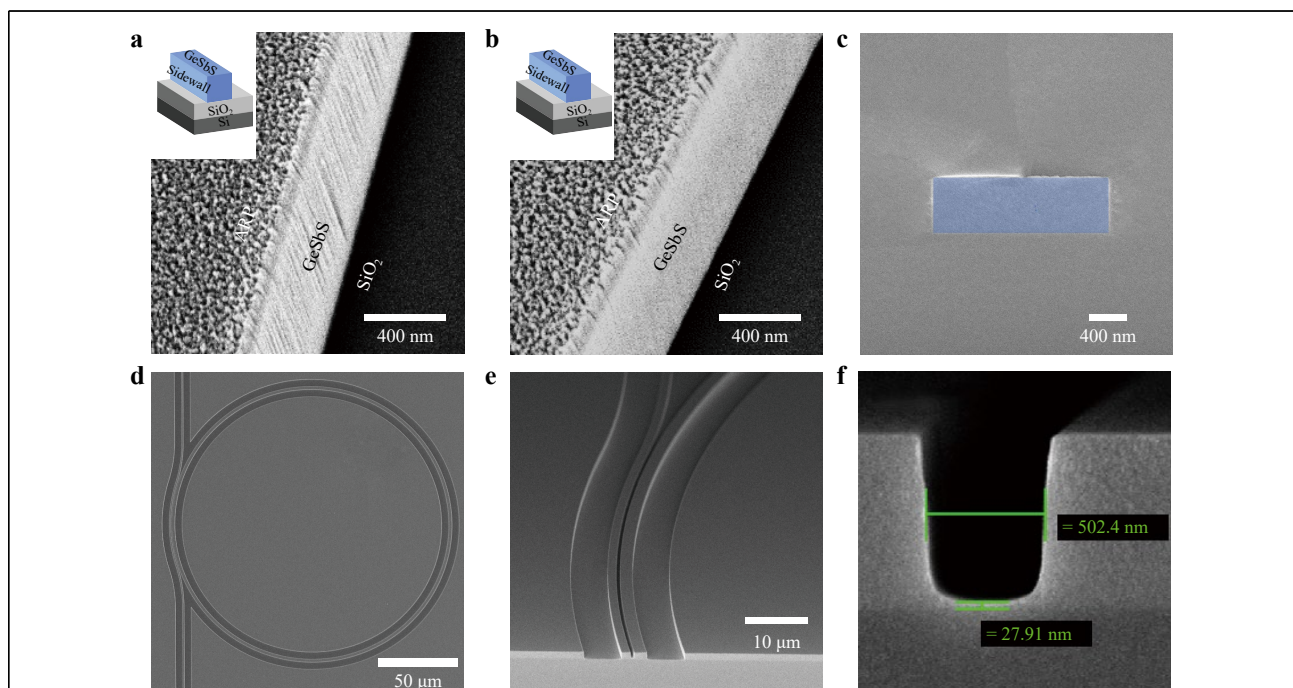 a
GeSbS
Sidewall
SiO₂
Si
ARP
GeSbS
SiO₂
400 nm
b
GeSbS
Sidewall
SiO₂
Si
ARP
GeSbS
SiO₂
400 nm
c
400 nm
d
50 μm
e
10 μm
f
= 502.4 nm
= 27.91 nm